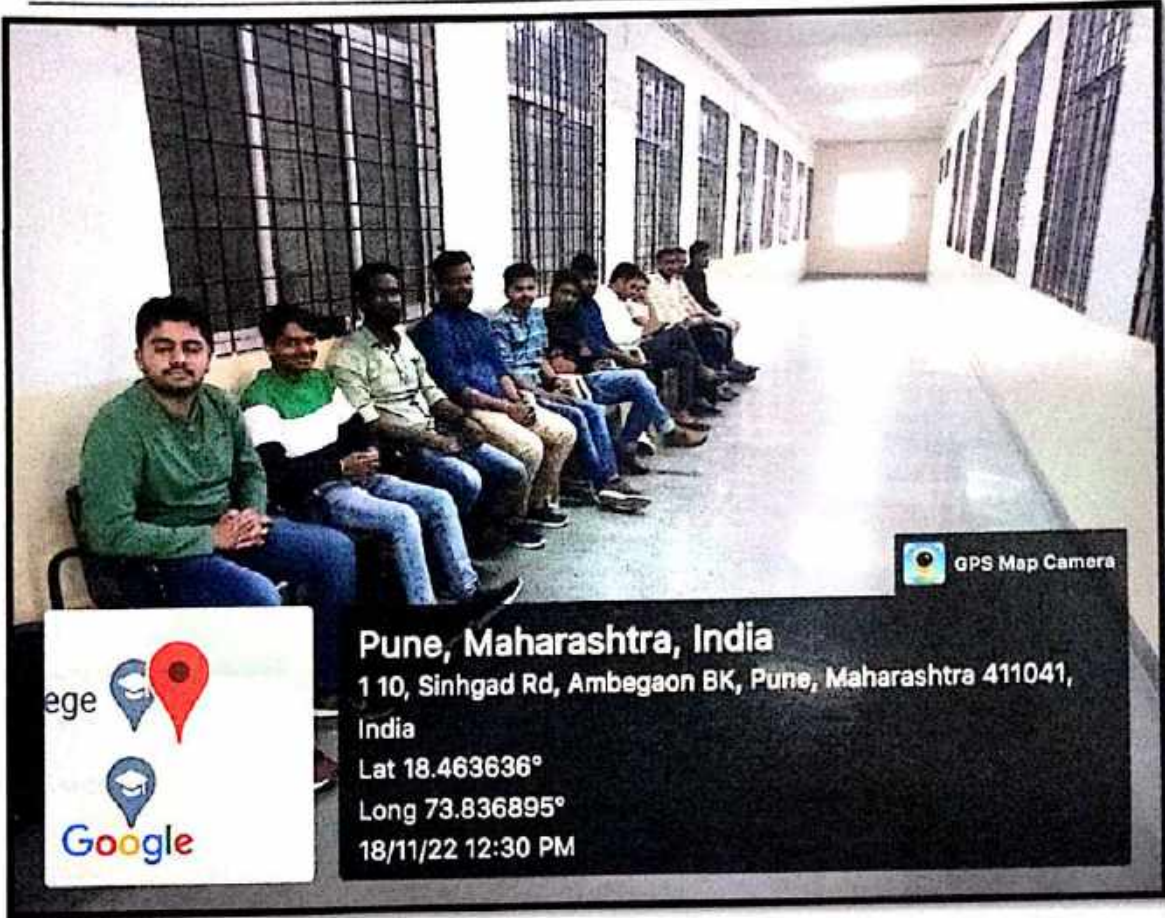 GPS Map Camera
Pune, Maharashtra, India
1 10, Sinhgad Rd, Ambegaon BK, Pune, Maharashtra 411041,
India
Lat 18.463636°
Long 73.836895°
18/11/22 12:30 PM
ege
Google